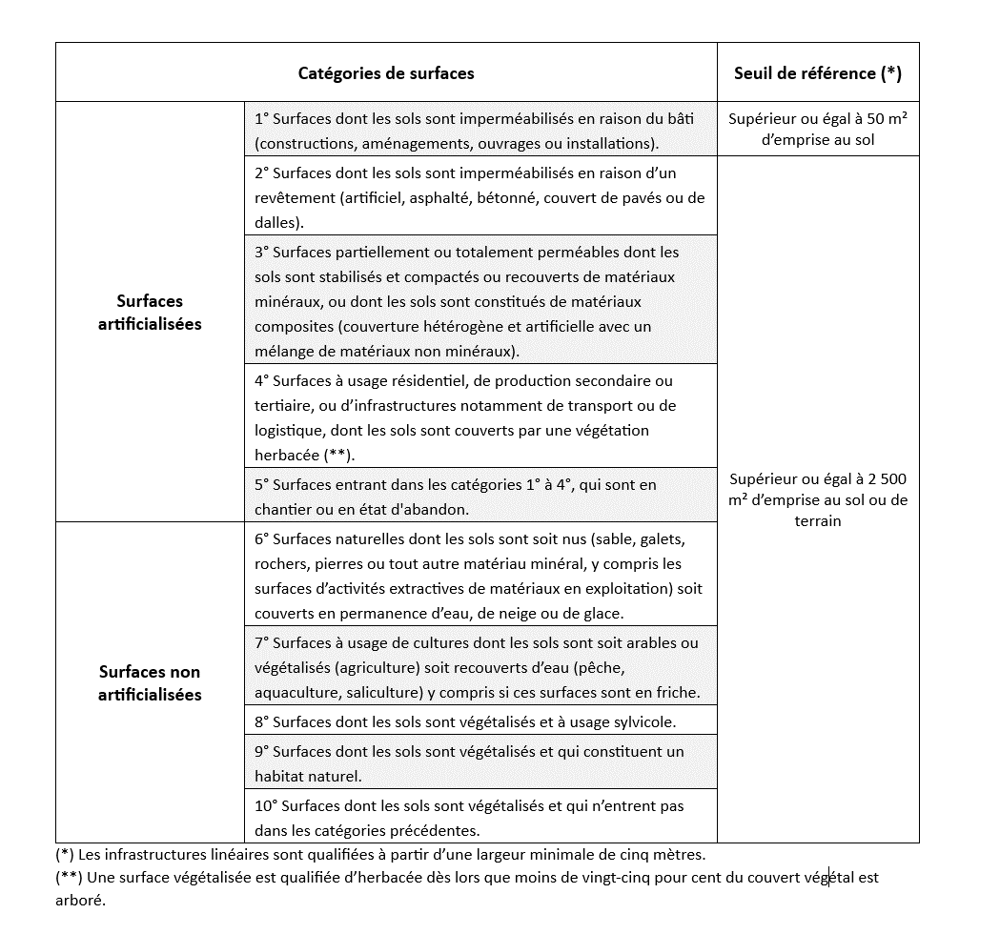 Catégories de surfaces
Seuil de référence (*)
Surfaces
artificialisées
1° Surfaces dont les sols sont imperméabilisés en raison du bâti
(constructions, aménagements, ouvrages ou installations).
Supérieur ou égal à 50 m²
d’emprise au sol
2° Surfaces dont les sols sont imperméabilisés en raison d’un
revêtement (artificiel, asphalté, bétonné, couvert de pavés ou de
dalles).
3° Surfaces partiellement ou totalement perméables dont les
sols sont stabilisés et compactés ou recouverts de matériaux
minéraux, ou dont les sols sont constitués de matériaux
composites (couverture hétérogène et artificielle avec un
mélange de matériaux non minéraux).
4° Surfaces à usage résidentiel, de production secondaire ou
tertiaire, ou d’infrastructures notamment de transport ou de
logistique, dont les sols sont couverts par une végétation
herbacée (**).
5° Surfaces entrant dans les catégories 1° à 4°, qui sont en
chantier ou en état d'abandon.
Supérieur ou égal à 2 500
m² d’emprise au sol ou de
terrain
Surfaces non
artificialisées
6° Surfaces naturelles dont les sols sont soit nus (sable, galets,
rochers, pierres ou tout autre matériau minéral, y compris les
surfaces d’activités extractives de matériaux en exploitation) soit
couverts en permanence d’eau, de neige ou de glace.
7° Surfaces à usage de cultures dont les sols sont soit arables ou
végétalisés (agriculture) soit recouverts d’eau (pêche,
aquaculture, saliculture) y compris si ces surfaces sont en friche.
8° Surfaces dont les sols sont végétalisés et à usage sylvicole.
9° Surfaces dont les sols sont végétalisés et qui constituent un
habitat naturel.
10° Surfaces dont les sols sont végétalisés et qui n’entrent pas
dans les catégories précédentes.
(*) Les infrastructures linéaires sont qualifiées à partir d’une largeur minimale de cinq mètres.
(**) Une surface végétalisée est qualifiée d’herbacée dès lors que moins de vingt-cinq pour cent du couvert végétal est
arboré.